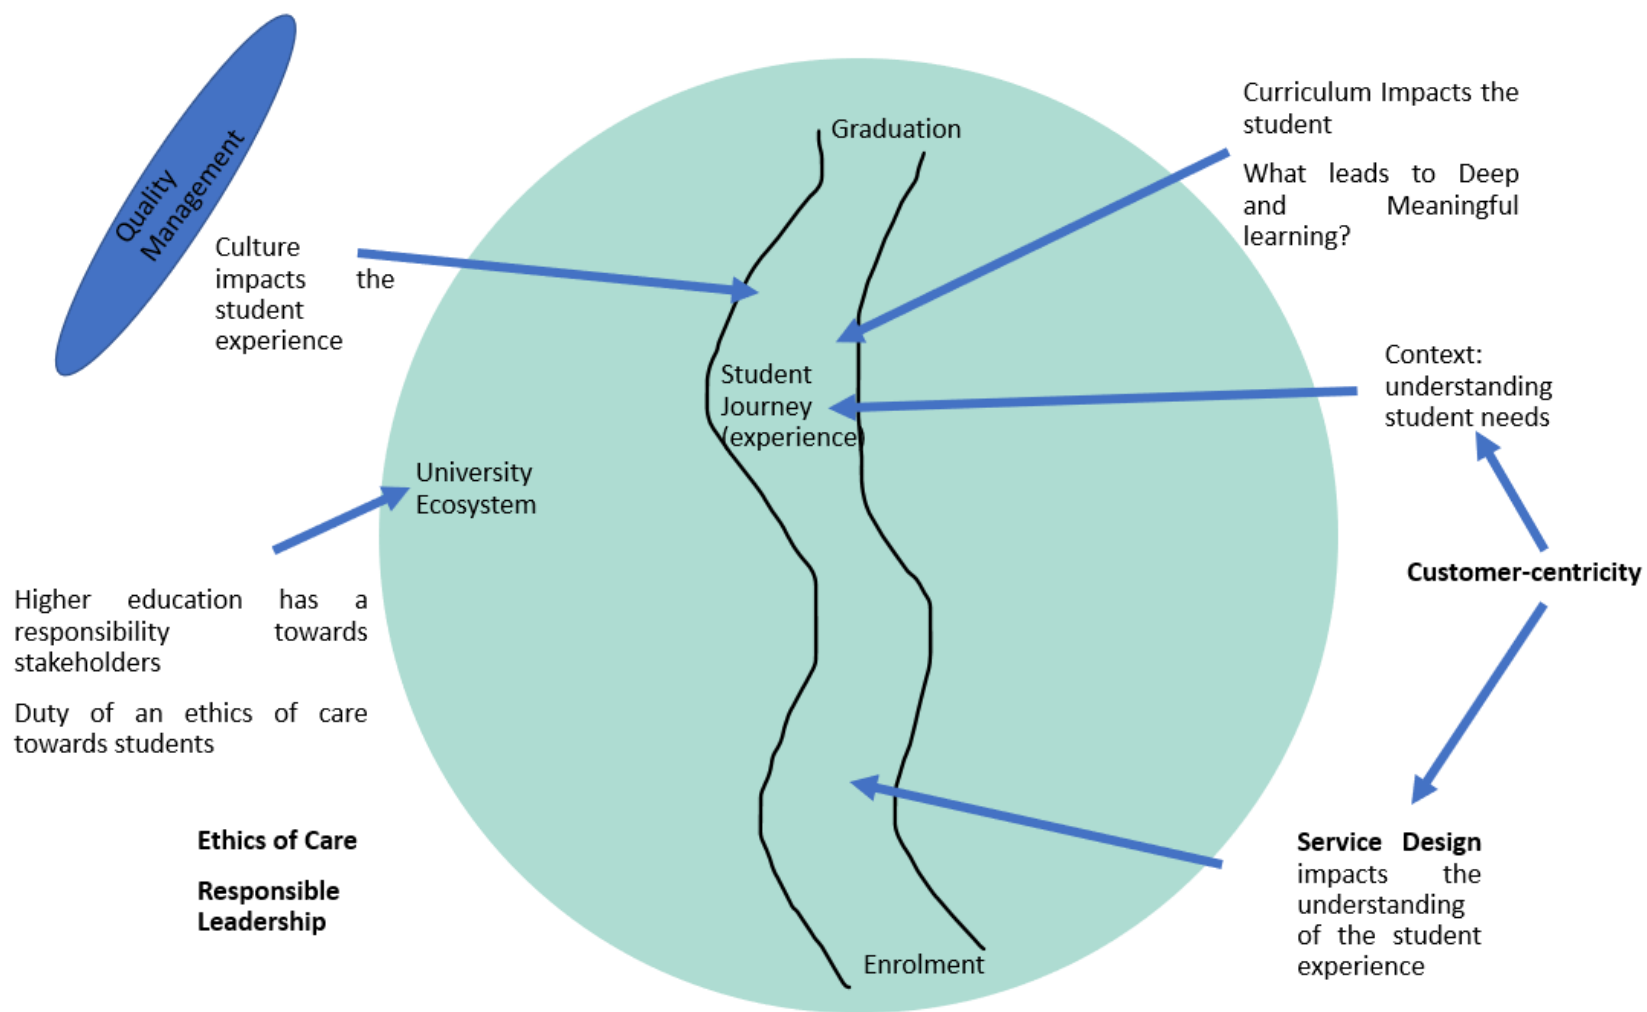 Quality
Management
Culture
impacts the
student
experience
Graduation
Curriculum Impacts the
student
What leads to Deep
and Meaningful
learning?
Student
Journey
(experience)
Context:
understanding
student needs
University
Ecosystem
Customer-centricity
Higher education has a
responsibility towards
stakeholders
Duty of an ethics of care
towards students
Ethics of Care
Responsible
Leadership
Service Design
impacts the
understanding
of the student
experience
Enrolment